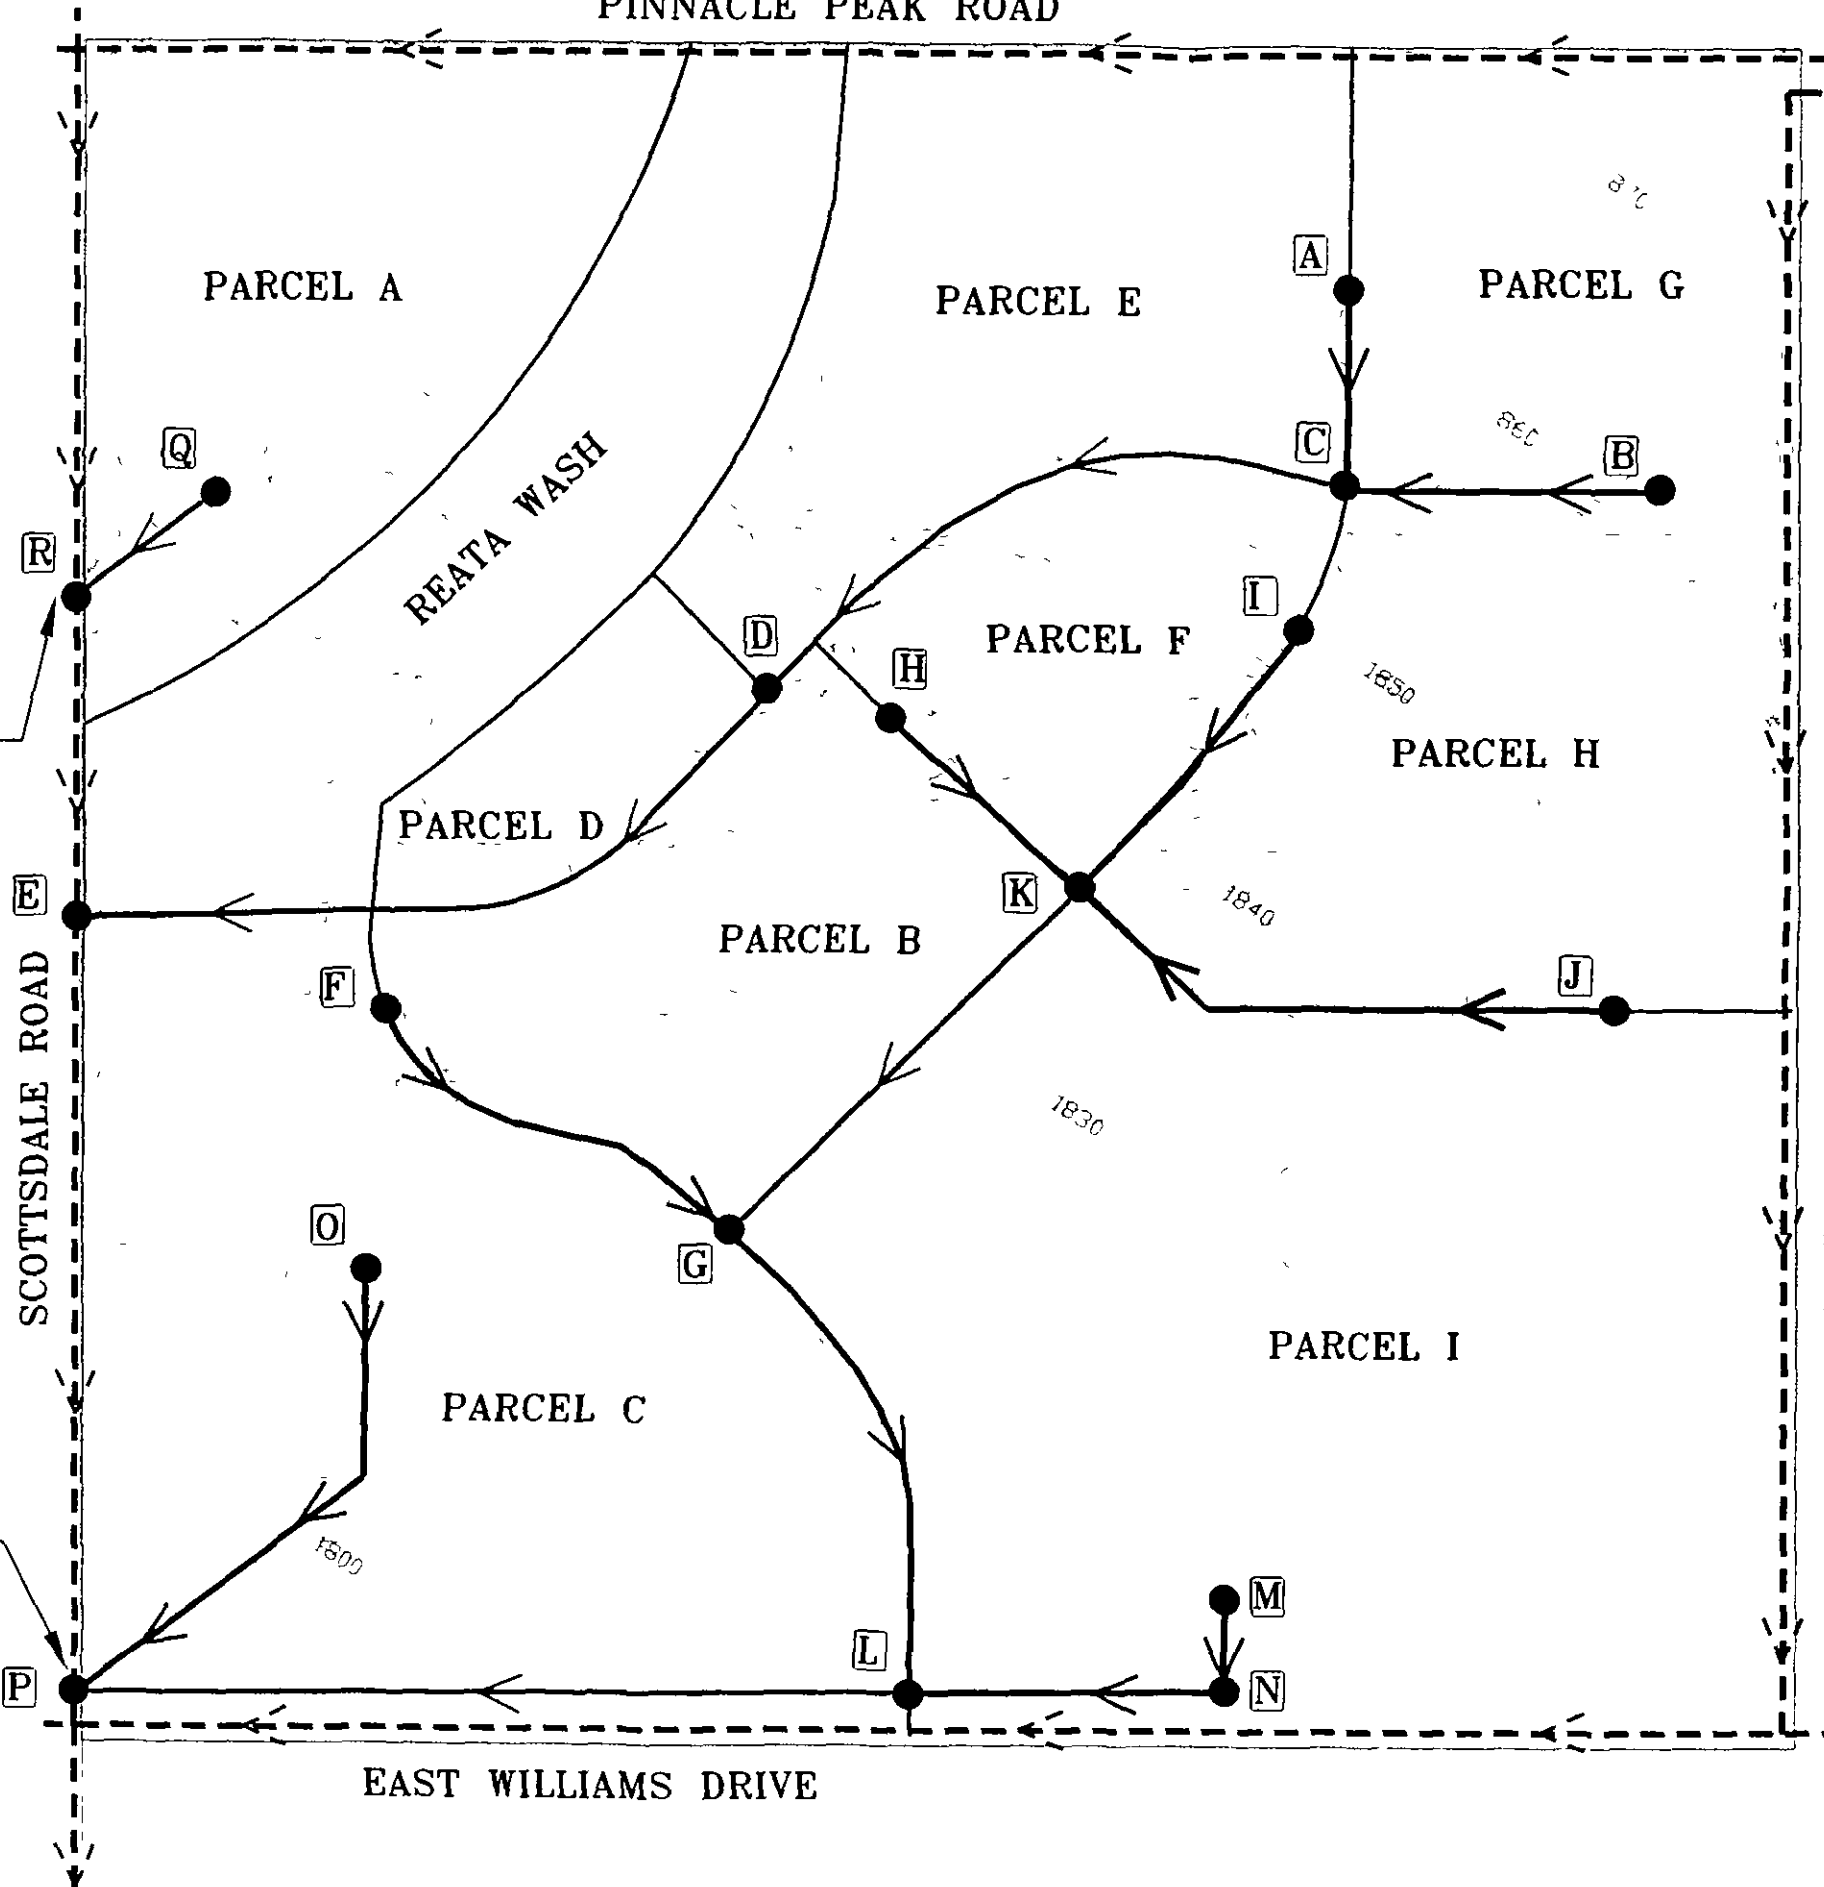 PINNACLE PEAK ROAD
A
PARCEL A
PARCEL E
PARCEL G
Q
C
860
B
REATA WASH
R
I
D
H
PARCEL F
1850
PARCEL H
PARCEL D
E
K
1840
PARCEL B
F
J
SCOTTSDALE ROAD
1830
O
G
PARCEL I
PARCEL C
1800
M
L
P
N
EAST WILLIAMS DRIVE